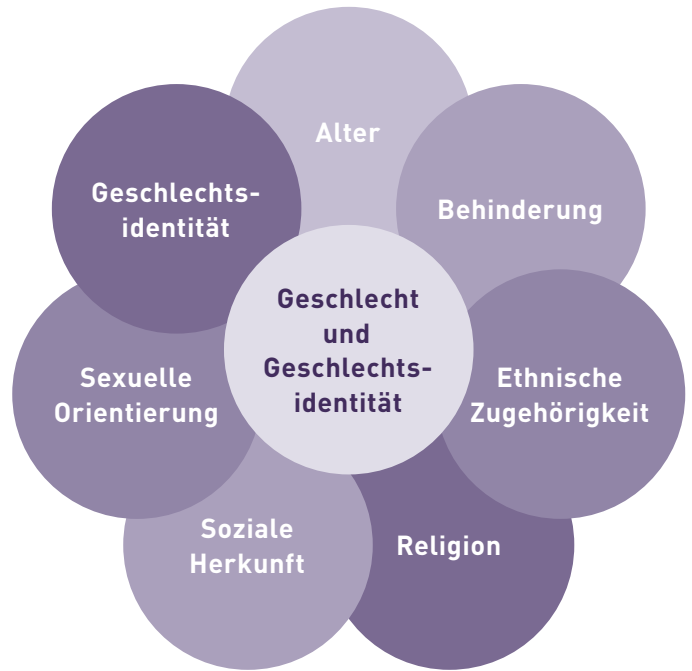 Alter
Behinderung
Ethnische
Zugehörigkeit
Religion
Soziale
Herkunft
Sexuelle
Orientierung
Geschlechts-
identität
Geschlecht
und
Geschlechts-
identität